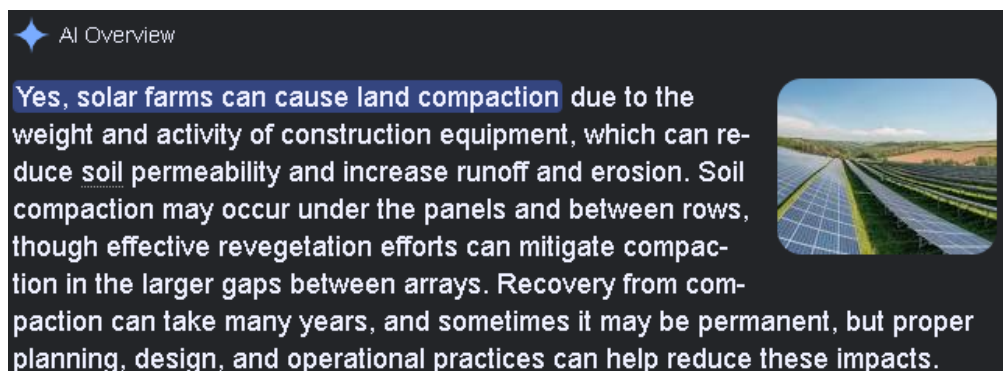 AI Overview
Yes, solar farms can cause land compaction due to the
weight and activity of construction equipment, which can re-
duce soil permeability and increase runoff and erosion. Soil
compaction may occur under the panels and between rows,
though effective revegetation efforts can mitigate compac-
tion in the larger gaps between arrays. Recovery from com-
paction can take many years, and sometimes it may be permanent, but proper
planning, design, and operational practices can help reduce these impacts.